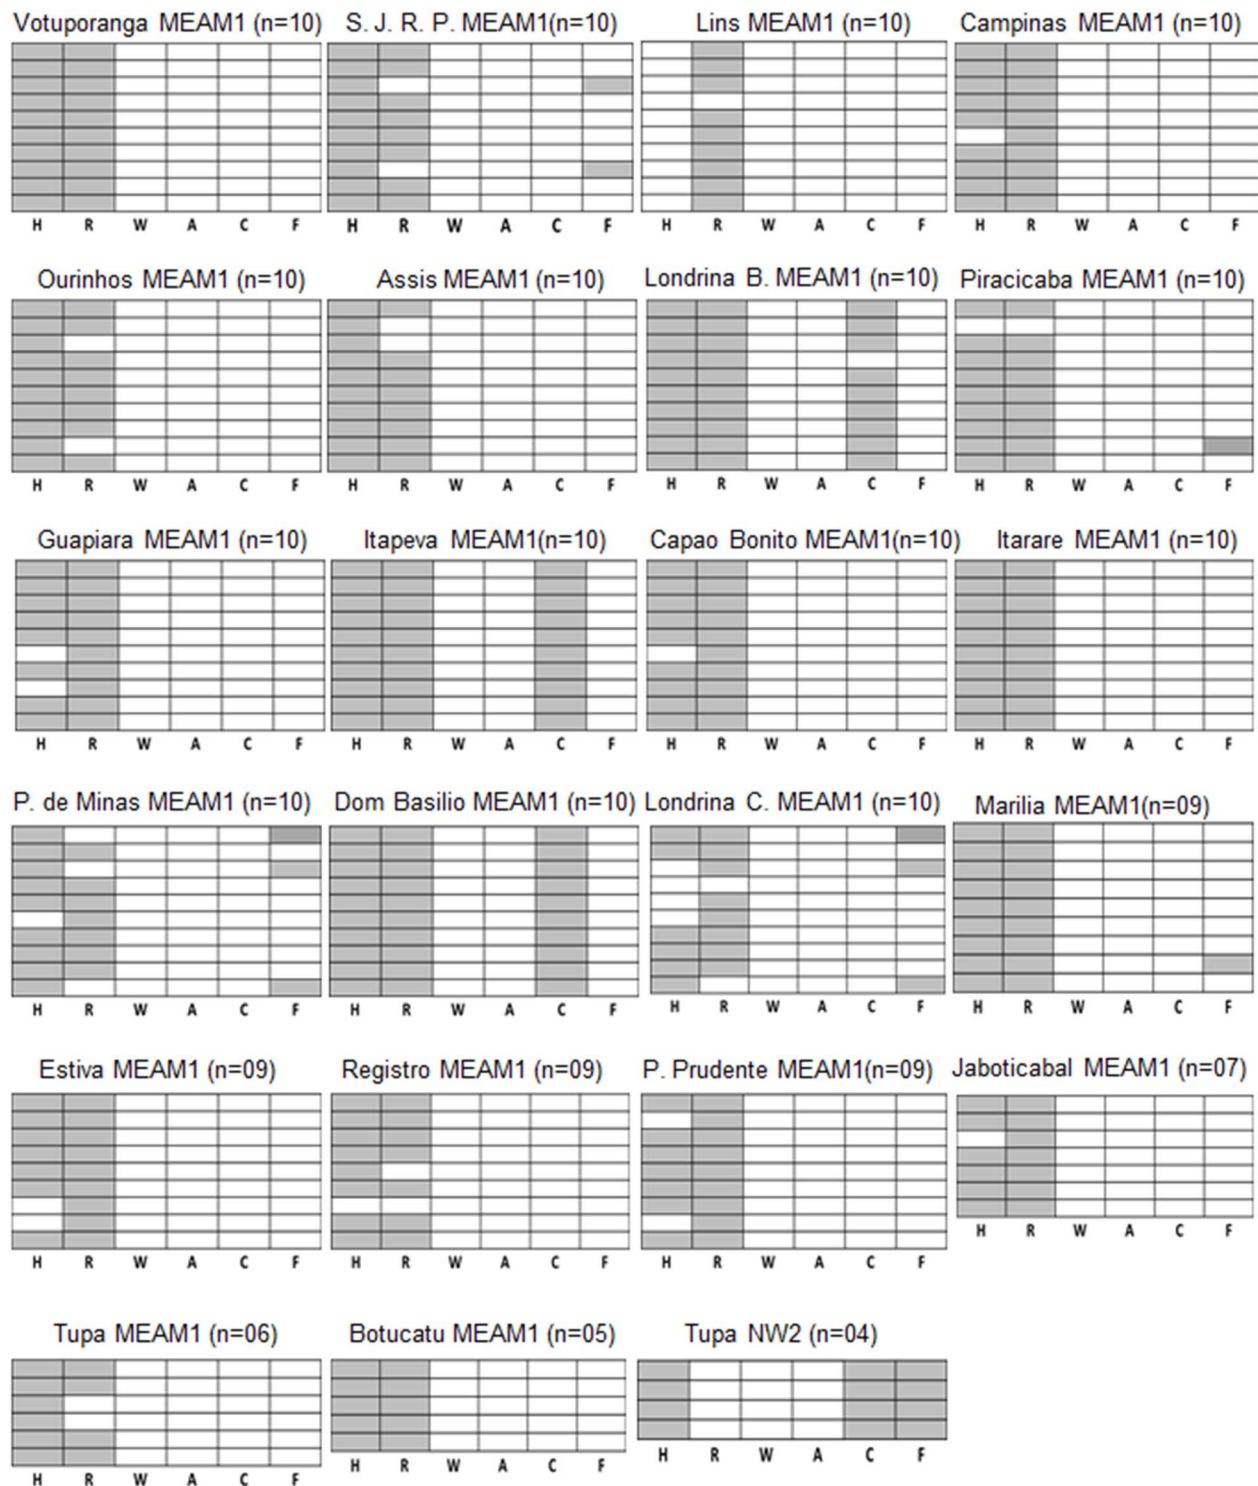 Votuporanga MEAM1 (n=10) S. J. R. P. MEAM1(n=10) Lins MEAM1 (n=10) Campinas MEAM1 (n=10)
H R W A C F H R W A C F H R W A C F H R W A C F
Ourinhos MEAM1 (n=10) Assis MEAM1 (n=10) Londrina B. MEAM1 (n=10) Piracicaba MEAM1 (n=10)
H R W A C F H R W A C F H R W A C F H R W A C F
Guapiara MEAM1 (n=10) Itapeva MEAM1(n=10) Capao Bonito MEAM1(n=10) Itarare MEAM1 (n=10)
H R W A C F H R W A C F H R W A C F H R W A C F
P. de Minas MEAM1 (n=10) Dom Basilio MEAM1 (n=10) Londrina C. MEAM1 (n=10) Marilia MEAM1(n=09)
H R W A C F H R W A C F H R W A C F H R W A C F
Estiva MEAM1 (n=09) Registro MEAM1 (n=09) P. Prudente MEAM1(n=09) Jaboticabal MEAM1 (n=07)
H R W A C F H R W A C F H R W A C F H R W A C F
Tupa MEAM1 (n=06) Botucatu MEAM1 (n=05) Tupa NW2 (n=04)
H R W A C F H R W A C F H R W A C F